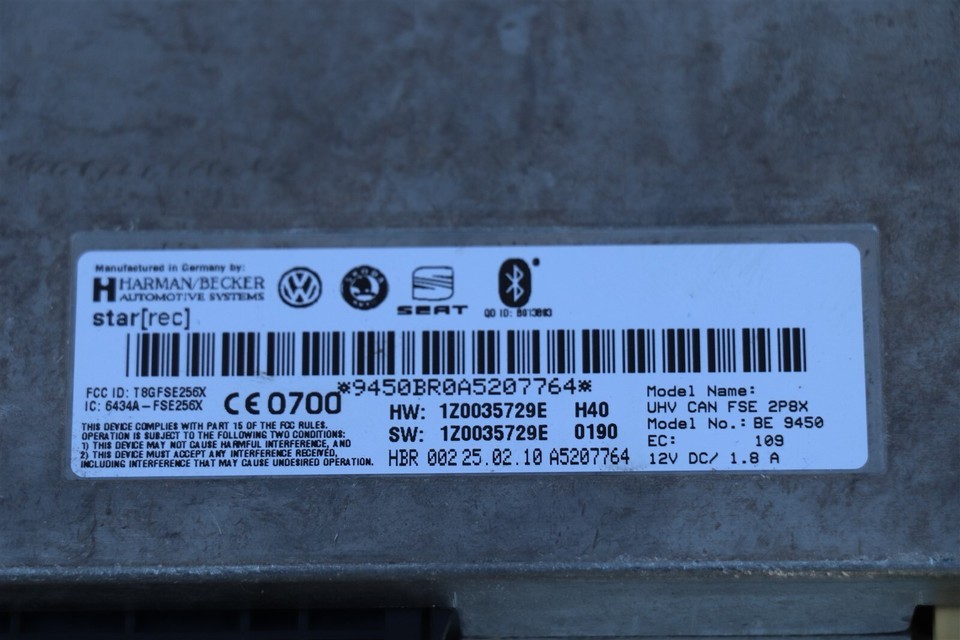 Manufactured in Germany by:
HARMAN/BECKER
AUTOMOTIVE SYSTEMS
star[rec]
SEAT
QD ID: B013893
*9450BR0A5207764*
FCC ID: T8GFSE256X
IC: 6434A-FSE256X
CE 0700
THIS DEVICE COMPLIES WITH PART 15 OF THE FCC RULES.
OPERATION IS SUBJECT TO THE FOLLOWING TWO CONDITIONS:
1) THIS DEVICE MAY NOT CAUSE HARMFUL INTERFERENCE, AND
2) THIS DEVICE MUST ACCEPT ANY INTERFERENCE RECEIVED,
INCLUDING INTERFERENCE THAT MAY CAUSE UNDESIRED OPERATION.
HW: 1Z0035729E H40
SW: 1Z0035729E 0190
HBR 002 25.02.10 A5207764
Model Name:
UHV CAN FSE 2P8X
Model No.: BE 9450
EC: 109
12V DC/ 1.8 A